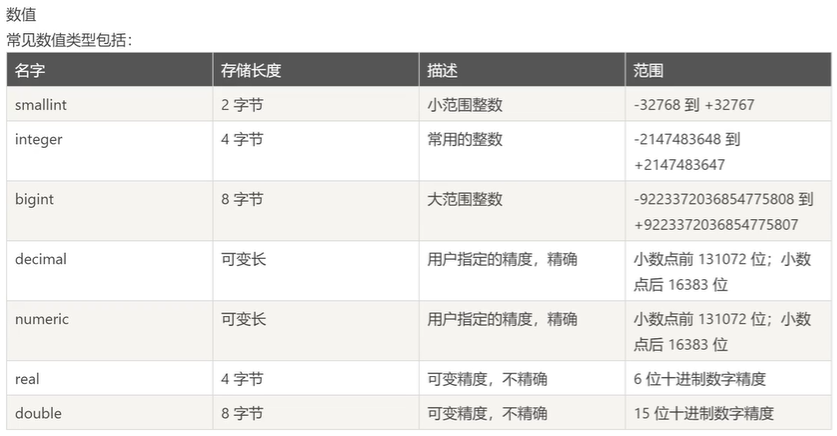 数值
常见数值类型包括：
名字 存储长度 描述 范围
smallint 2 字节 小范围整数 -32768 到 +32767
integer 4 字节 常用的整数 -2147483648 到
+2147483647
bigint 8 字节 大范围整数 -9223372036854775808 到
+9223372036854775807
decimal 可变长 用户指定的精度，精确 小数点前 131072 位；小数
点后 16383 位
numeric 可变长 用户指定的精度，精确 小数点前 131072 位；小数
点后 16383 位
real 4 字节 可变精度，不精确 6 位十进制数字精度
double 8 字节 可变精度，不精确 15 位十进制数字精度